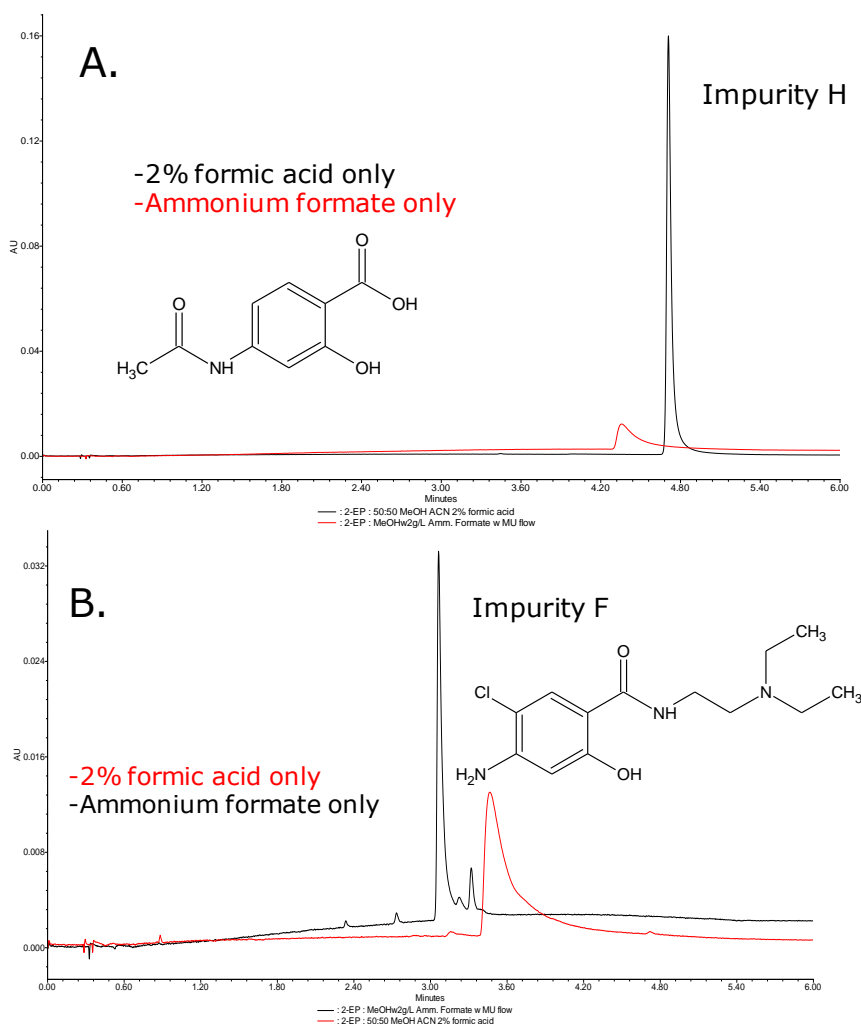 A.
Impurity H
-2% formic acid only
-Ammonium formate only
O
OH
O
H3C
NH
OH
AU
0.16
0.12
0.08
0.04
0.00
0.00 0.60 1.20 1.80 2.40 3.00 3.60 4.20 4.80 5.40 6.00
Minutes
: 2-EP : 50:50 MeOH ACN 2% formic acid
: 2-EP : MeOHw2g/L Amm. Formate w MU flow
B.
Impurity F
CH3
O
Cl
N
NH
CH3
H2N
OH
-2% formic acid only
-Ammonium formate only
AU
0.032
0.024
0.016
0.008
0.000
0.00 0.60 1.20 1.80 2.40 3.00 3.60 4.20 4.80 5.40 6.00
Minutes
: 2-EP : MeOHw2g/L Amm. Formate w MU flow
: 2-EP : 50:50 MeOH ACN 2% formic acid